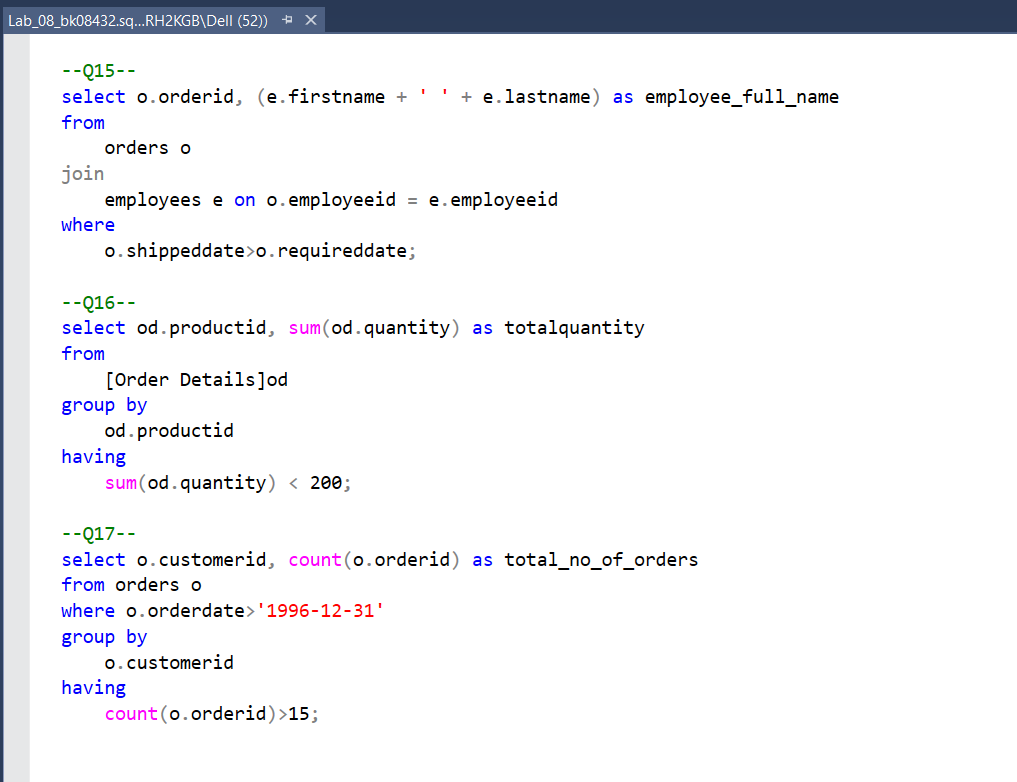 Lab_08_bk08432.sq...RH2KGB\Dell (52))
--Q15--
select o.orderid, (e.firstname + ' ' + e.lastname) as employee_full_name
from
orders o
join
employees e on o.employeeid = e.employeeid
where
o.shippeddate>o.requireddate;
--Q16--
select od.productid, sum(od.quantity) as totalquantity
from
[Order Details]od
group by
od.productid
having
sum(od.quantity) < 200;
--Q17--
select o.customerid, count(o.orderid) as total_no_of_orders
from orders o
where o.orderdate>'1996-12-31'
group by
o.customerid
having
count(o.orderid)>15;